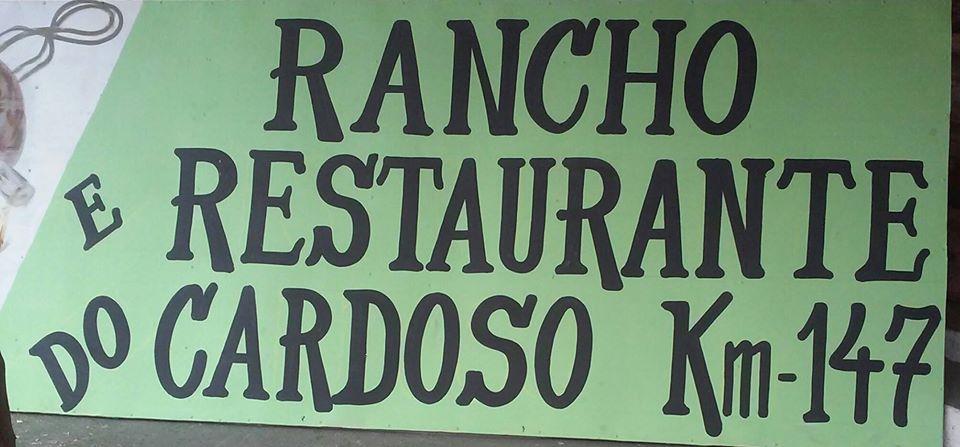 RANCHO
E RESTAURANTE
DO CARDOSO Km-147